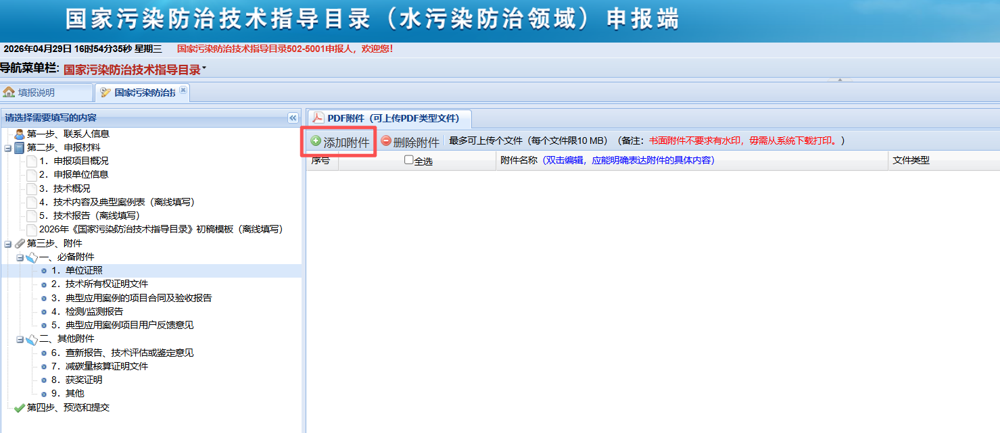 国家污染防治技术指导目录（水污染防治领域）申报端
2026年04月29日 16时54分35秒 星期三 国家污染防治技术指导目录502-5001申报人，欢迎您！
导航菜单栏: 国家污染防治技术指导目录
填报说明 国家污染防治技
请选择需要填写的内容
第一步、联系人信息
第二步、申报材料
1．申报项目概况
2．申报单位信息
3．技术概况
4．技术内容及典型案例表（离线填写）
5．技术报告（离线填写）
2026年《国家污染防治技术指导目录》初稿模板（离线填写）
第三步、附件
一、必备附件
1．单位证照
2．技术所有权证明文件
3．典型应用案例的项目合同及验收报告
4．检测/监测报告
5．典型应用案例项目用户反馈意见
二、其他附件
6．查新报告、技术评估或鉴定意见
7．减碳量核算证明文件
8．获奖证明
9．其他
第四步、预览和提交
PDF附件（可上传PDF类型文件）
添加附件 删除附件 最多可上传个文件（每个文件限10 MB）（备注：书面附件不要求有水印，毋需从系统下载打印。）
序号 全选 附件名称（双击编辑，应能明确表达附件的具体内容） 文件类型